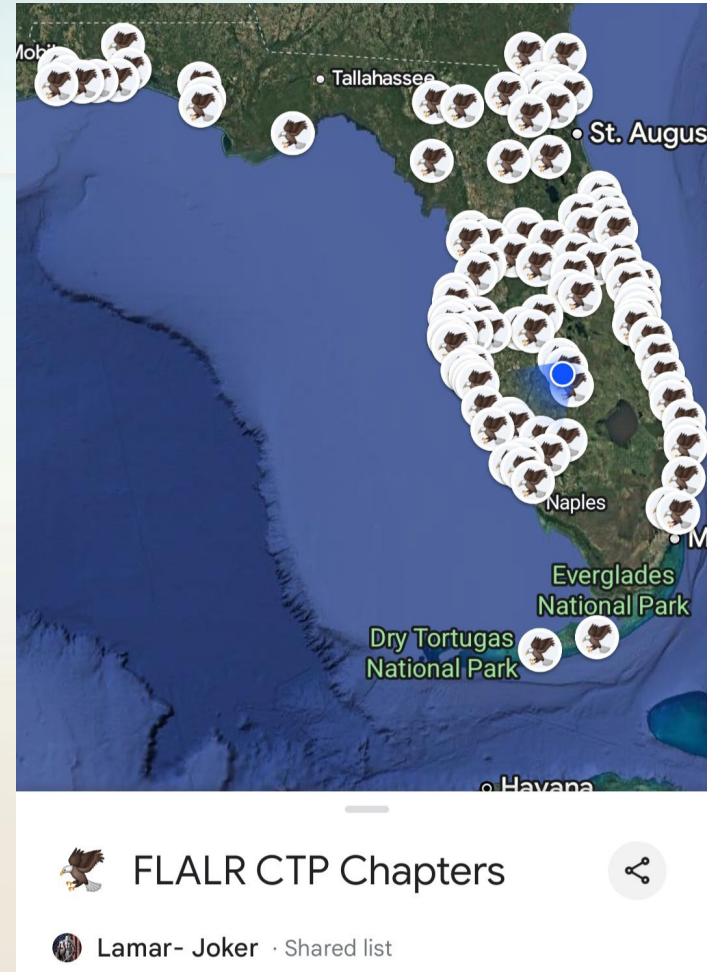 Mobil
Tallahassee
St. Augus
Naples
M
Everglades
National Park
Dry Tortugas
National Park
Havana
FLALR CTP Chapters
Lamar- Joker · Shared list